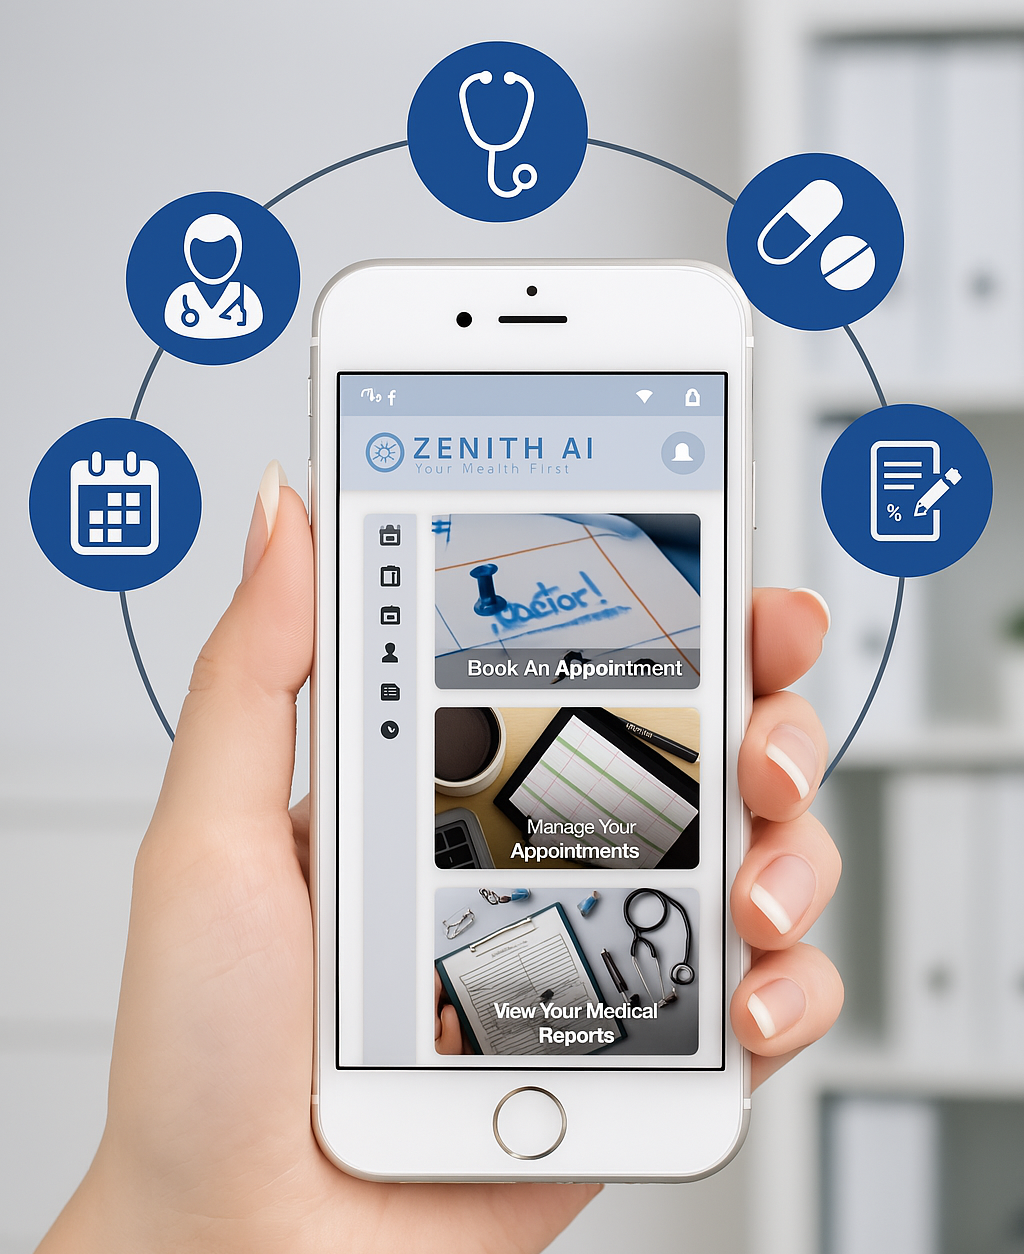 f
ZENITH AI
Your Mealth First
Book An Appointment
Manage Your
Appointments
View Your Medical
Reports
%